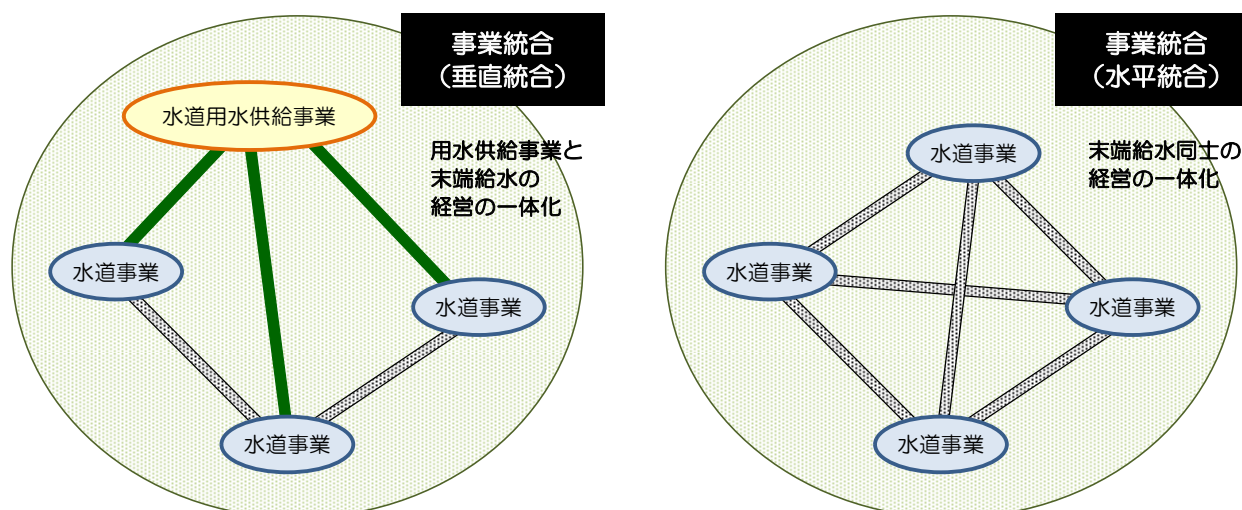 事業統合
（垂直統合）
水道用水供給事業
用水供給事業と
末端給水の
経営の一体化
水道事業
水道事業
水道事業
事業統合
（水平統合）
水道事業
末端給水同士の
経営の一体化
水道事業
水道事業
水道事業